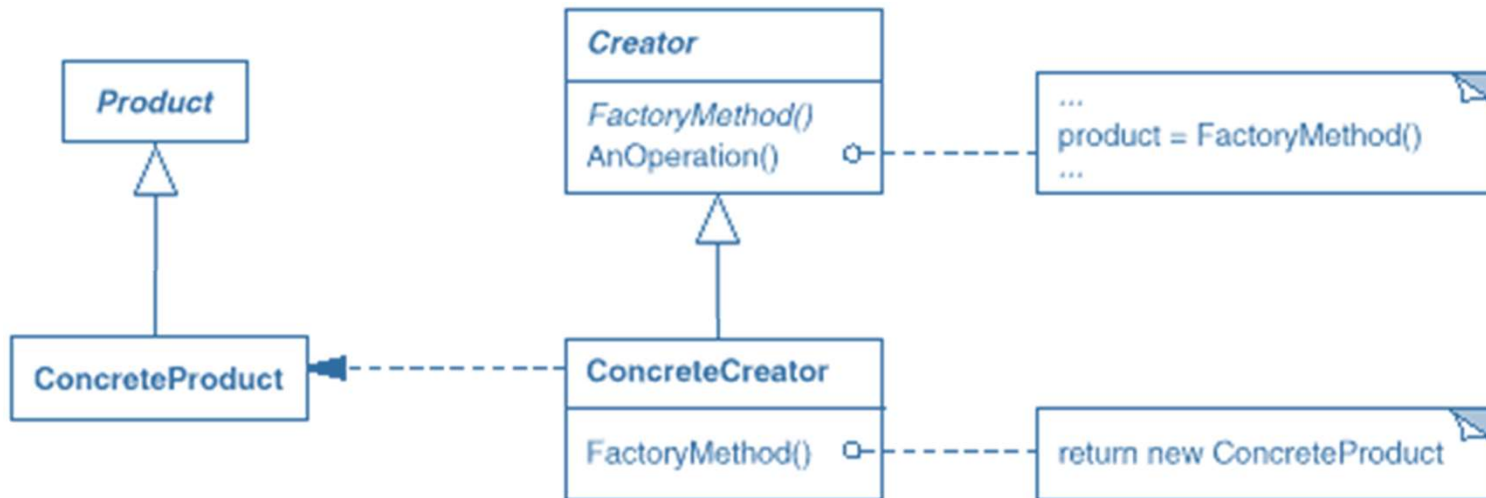 Product
ConcreteProduct
Creator
FactoryMethod()
AnOperation()
...
product = FactoryMethod()
...
ConcreteCreator
FactoryMethod()
return new ConcreteProduct